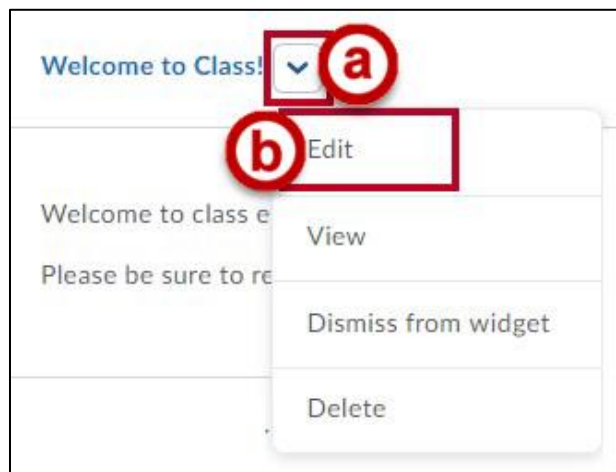 Welcome to Class! a
b Edit
Welcome to class e
View
Please be sure to re
Dismiss from widget
Delete